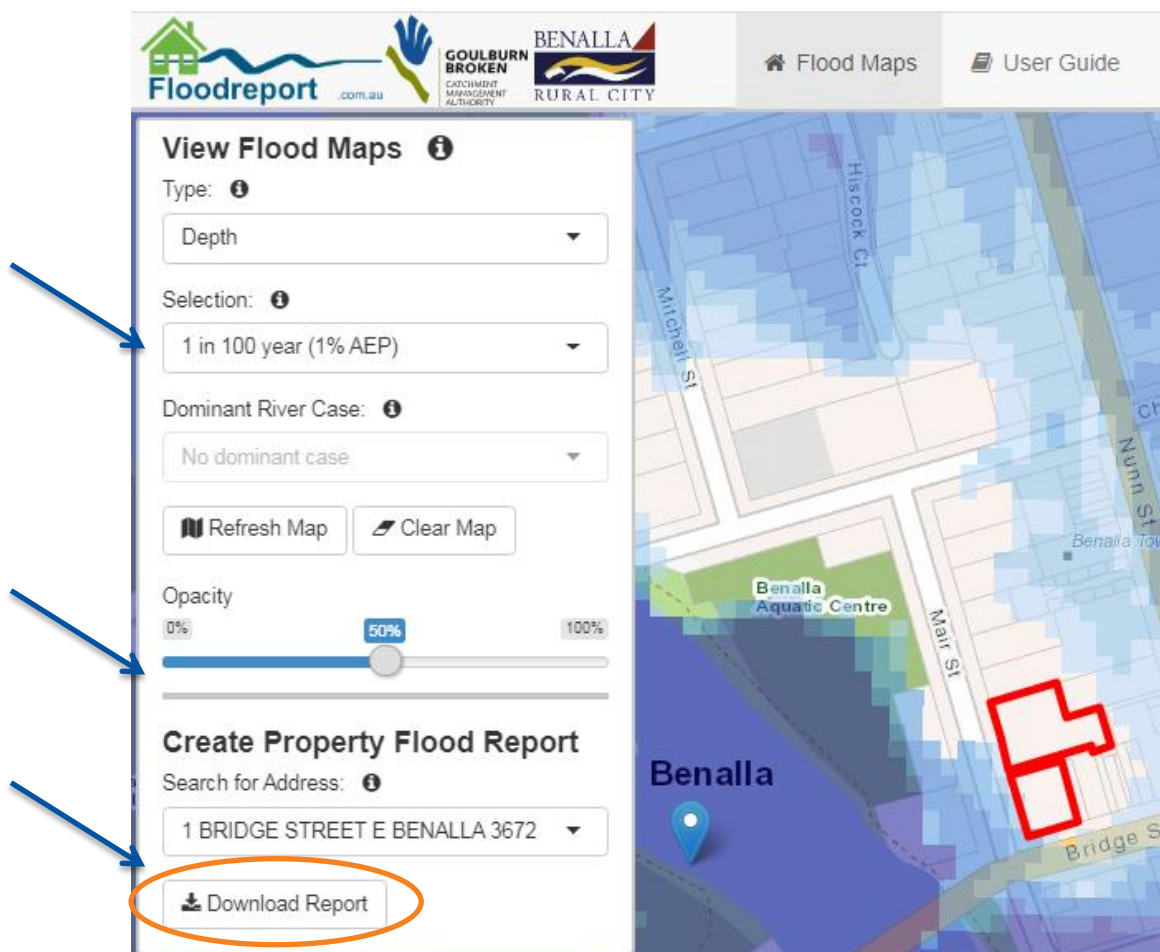 Floodreport .com.au
GOULBURN
BROKEN
CATCHMENT
MANAGEMENT
AUTHORITY
BENALLA
RURAL CITY
Flood Maps
User Guide
View Flood Maps
Type:
Depth
Selection:
1 in 100 year (1% AEP)
Dominant River Case:
No dominant case
Refresh Map
Clear Map
Opacity
0%
50%
100%
Create Property Flood Report
Search for Address:
1 BRIDGE STREET E BENALLA 3672
Download Report
Hiscock Ct
Mitchell St
Nunn St
Benalla
Benalla
Aquatic Centre
Mair St
Benalla
Bridge S